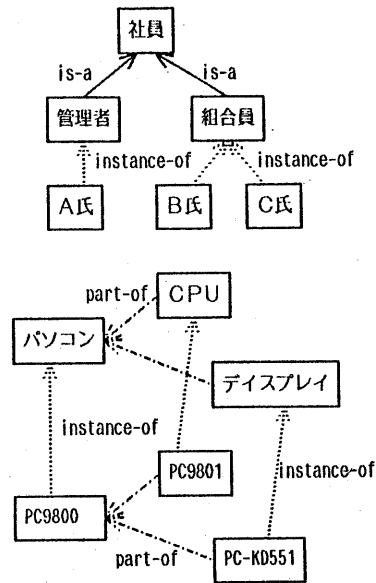 社員
is-a
is-a
管理者
組合員
instance-of
instance-of
A氏
B氏
C氏
CPU
part-of
パソコン
ディスプレイ
instance-of
PC9801
instance-of
PC9800
part-of
PC-KD551